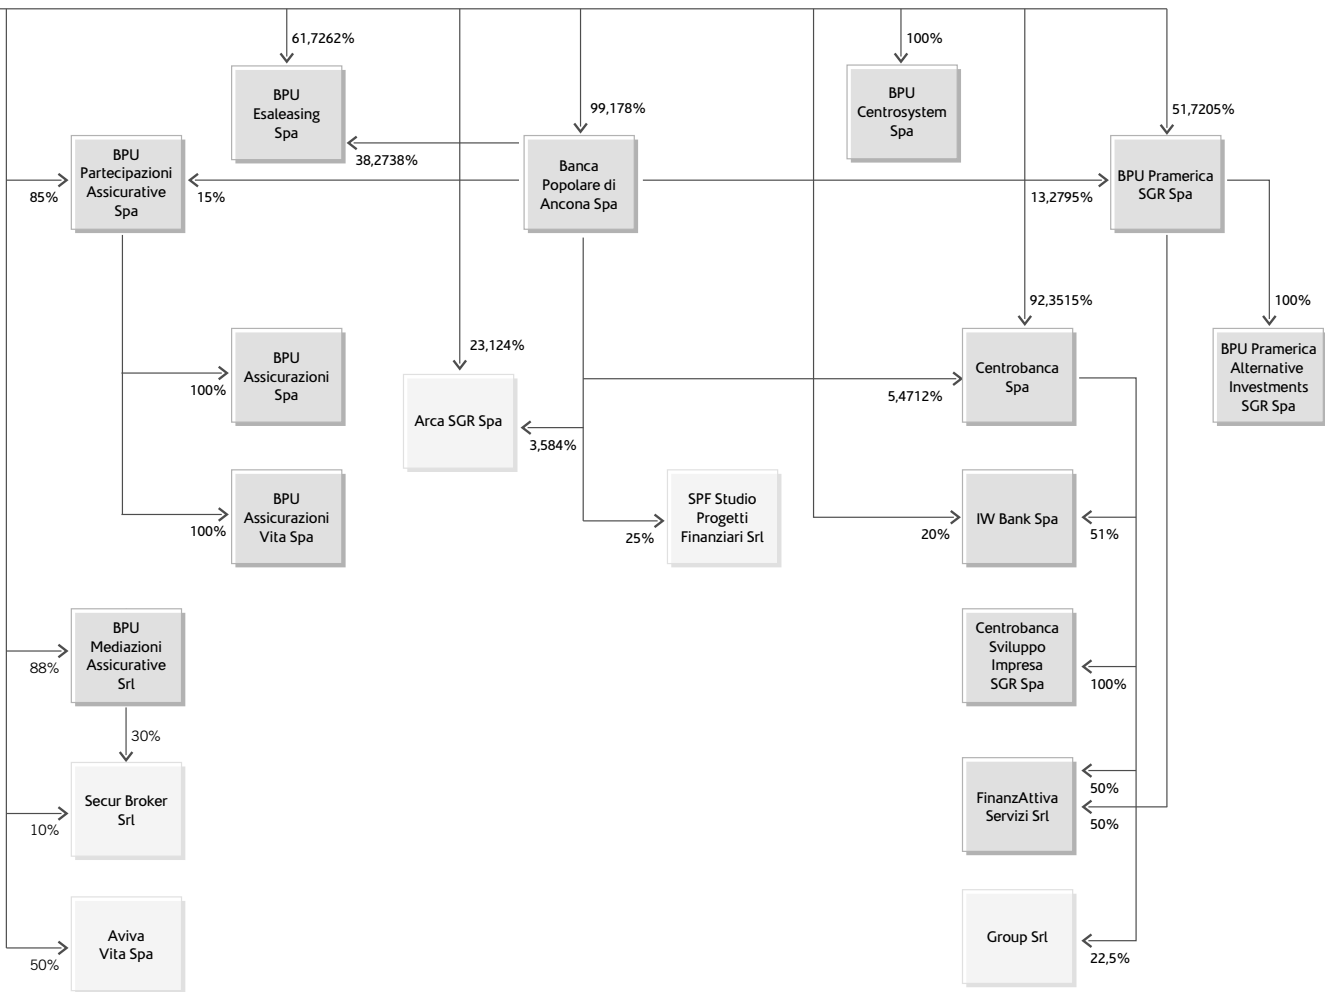 61,7262%
100%
BPU
Esaleasing
Spa
BPU
Centrosystem
Spa
99,178%
51,7205%
38,2738%
BPU
Partecipazioni
Assicurative
Spa
Banca
Popolare di
Ancona Spa
BPU Pramerica
SGR Spa
85%
15%
13,2795%
92,3515%
100%
23,124%
BPU
Assicurazioni
Spa
100%
Arca SGR Spa
Centrobanca
Spa
5,4712%
BPU Pramerica
Alternative
Investments
SGR Spa
3,584%
BPU
Assicurazioni
Vita Spa
100%
SPF Studio
Progetti
Finanziari Srl
25%
IW Bank Spa
20%
51%
BPU
Mediazioni
Assicurative
Srl
88%
Centrobanca
Sviluppo
Impresa
SGR Spa
100%
30%
Secur Broker
Srl
10%
FinanzAttiva
Servizi Srl
50%
50%
Aviva
Vita Spa
50%
Group Srl
22,5%